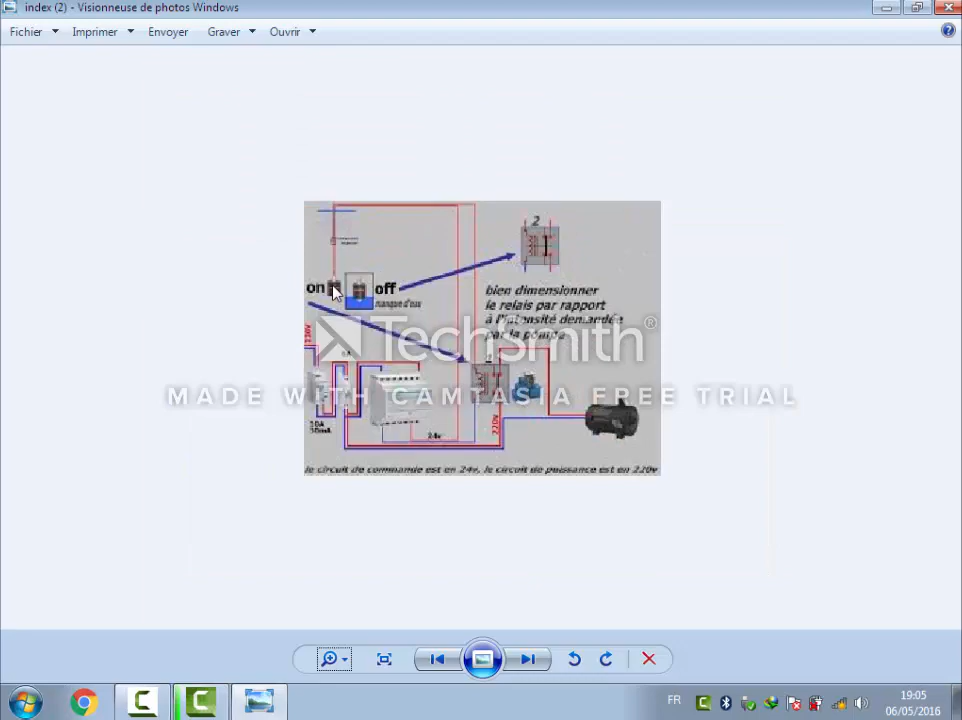 index (2) - Visionneuse de photos Windows
Fichier Imprimer Envoyer Graver Ouvrir
2
on off
manque d'eau
bien dimensionner
le relais par rapport
à l'intensité demandée
par la pompe
TechSmith®
220V
MADE WITH CAMTASIA FREE TRIAL
220V
30mA
24v
le circuit de commande est en 24v, le circuit de puissance est en 220v
FR
19:05
06/05/2016